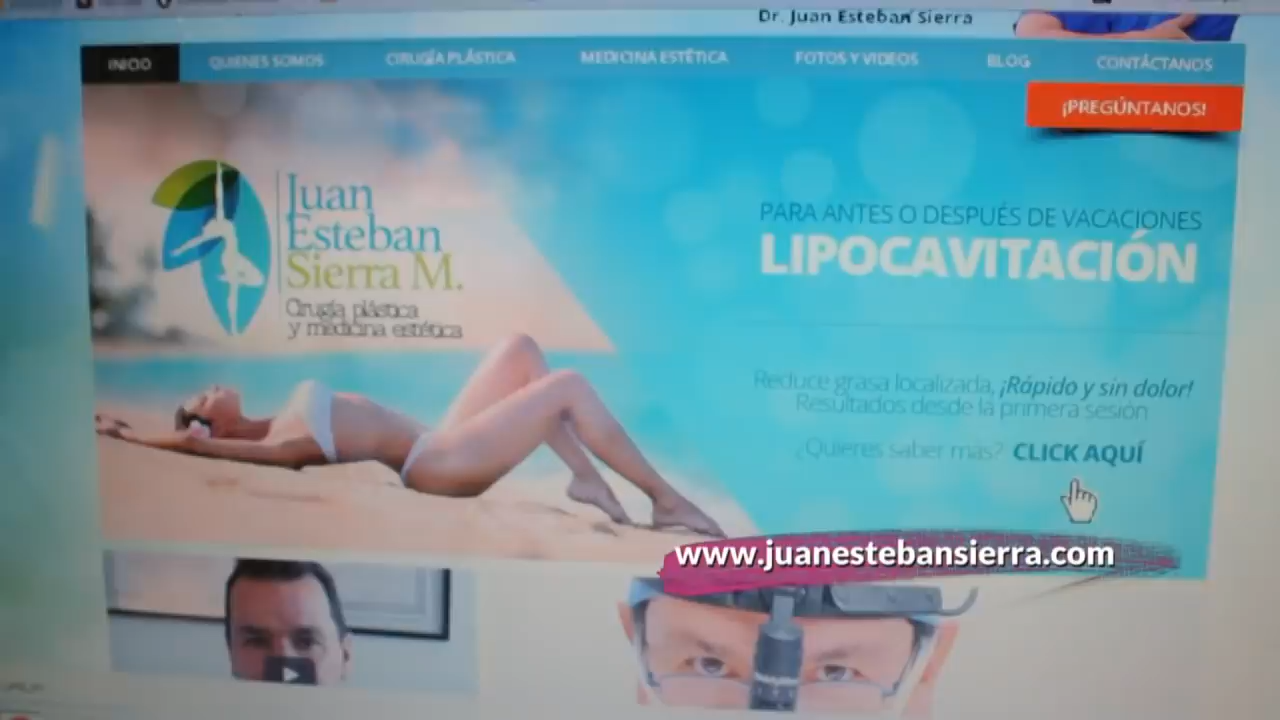 Dr. Juan Esteban Sierra
INICIO
QUIENES SOMOS
CIRUGÍA PLÁSTICA
MEDICINA ESTÉTICA
FOTOS Y VIDEOS
BLOG
CONTÁCTANOS
¡PREGÚNTANOS!
Juan
Esteban
Sierra M.
Cirugía plástica
y medicina estética
PARA ANTES O DESPUÉS DE VACACIONES
LIPOCAVITACIÓN
Reduce grasa localizada, ¡Rápido y sin dolor!
Resultados desde la primera sesión
¿Quieres saber más? CLICK AQUÍ
www.juanestebansierra.com